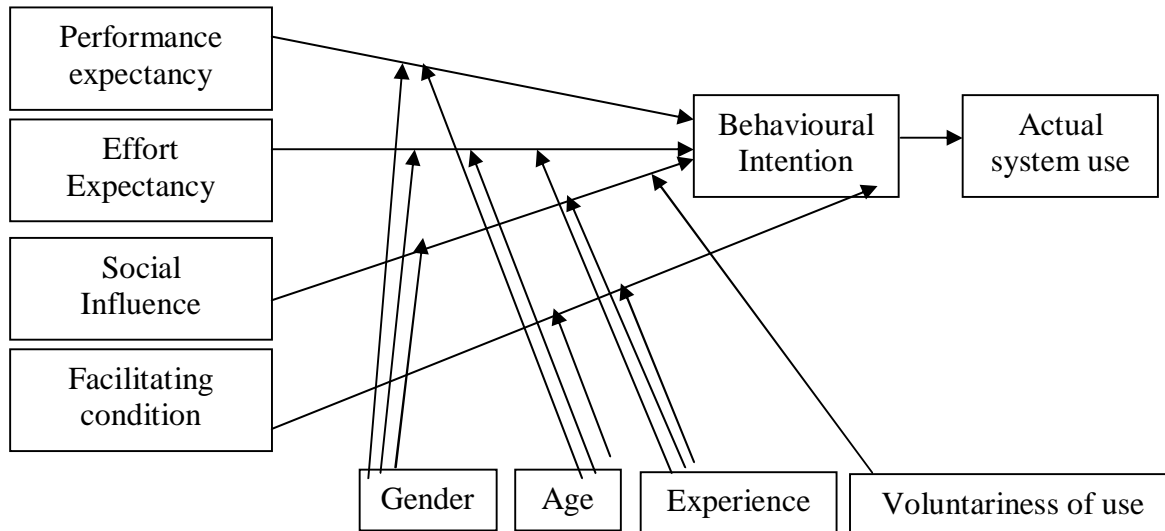 Performance
expectancy
Effort
Expectancy
Social
Influence
Facilitating
condition
Behavioural
Intention
Actual
system use
Gender
Age
Experience
Voluntariness of use